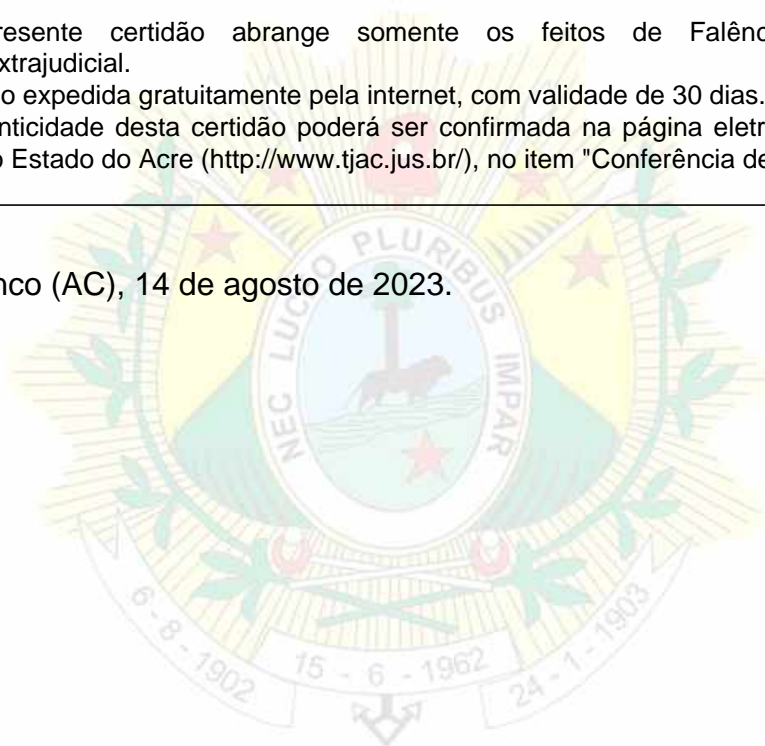 resente certidão abrange somente os feitos de Falênc
xtrajudicial.
o expedida gratuitamente pela internet, com validade de 30 dias.
nticidade desta certidão poderá ser confirmada na página eletr
o Estado do Acre (http://www.tjac.jus.br/), no item "Conferência de
nco (AC), 14 de agosto de 2023.
NEC LUCEO PLURIBUS IMPAR
6 - 8 - 1902
15 - 6 - 1962
24 - 1 - 1903